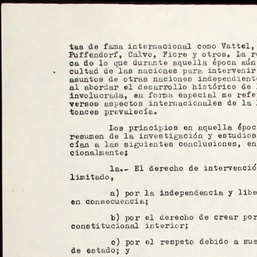 tas de fama internacional como Vattel,
Puffendorf, Calvo, Fiore y otros. La
ca de lo que durante aquella época aún
cultad de las naciones para intervenir
asuntos de otras naciones independient
al abordar el desarrollo histórico de l
involucrada, en forma especial me refe
versos aspectos internacionales de la
tonces prevalecía.
Los principios en aquella époc
resumen de la investigación y estudios
cían a las siguientes conclusiones, en
cionalmente;
1a.- El derecho de intervenció
limitado,
a) por la independencia y libe
en consecuencia;
b) por el derecho de crear por
constitucional interior;
c) por el respeto debido a sus
de estado; y